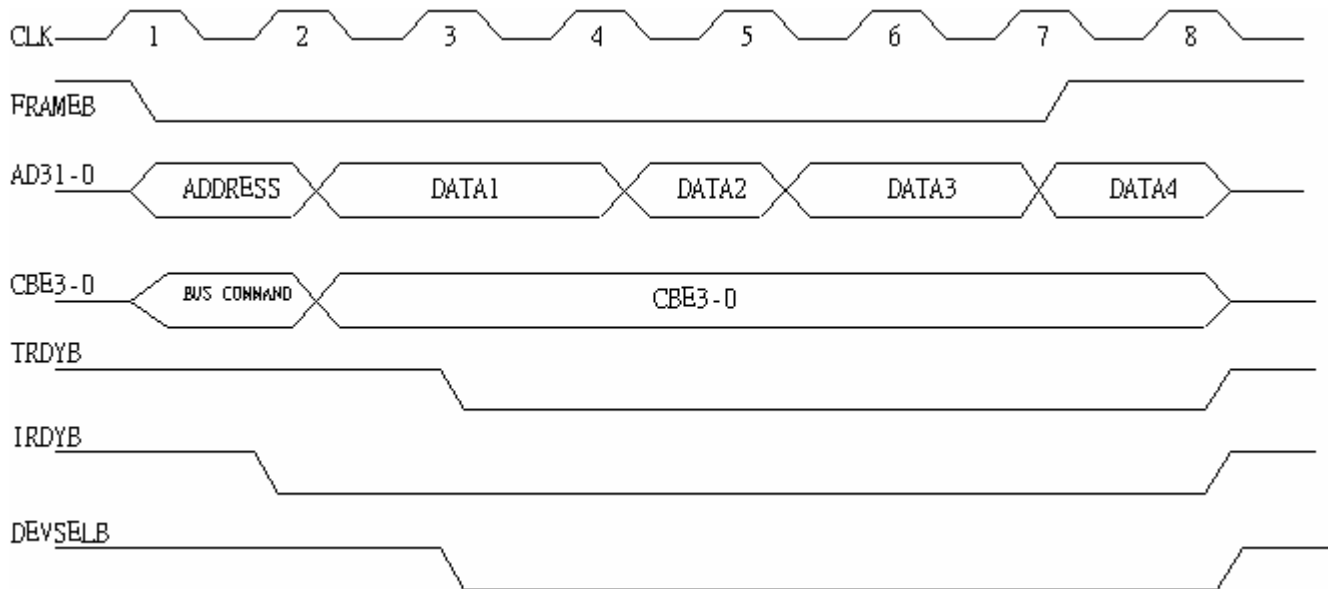 CLK 1 2 3 4 5 6 7 8
FRAMEB
AD31-0 ADDRESS DATA1 DATA2 DATA3 DATA4
CBE3-0 BUS COMMAND CBE3-0
TRDYB
IRDYB
DEVSELB